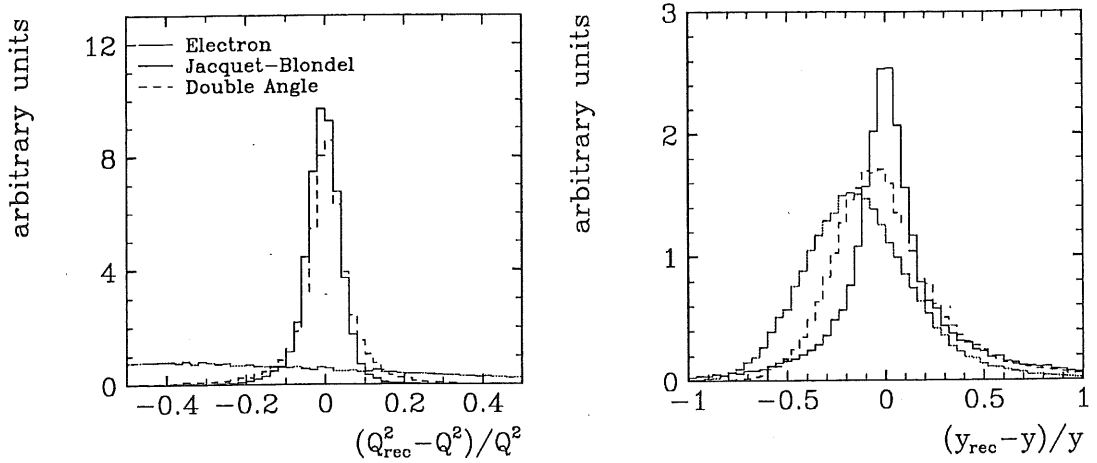 arbitrary units
12
8
4
0
Electron
Jacquet-Blondel
Double Angle
-0.4 -0.2 0 0.2 0.4
(Q²rec-Q²)/Q²
arbitrary units
3
2
1
0
-1 -0.5 0 0.5 1
(yrec-y)/y